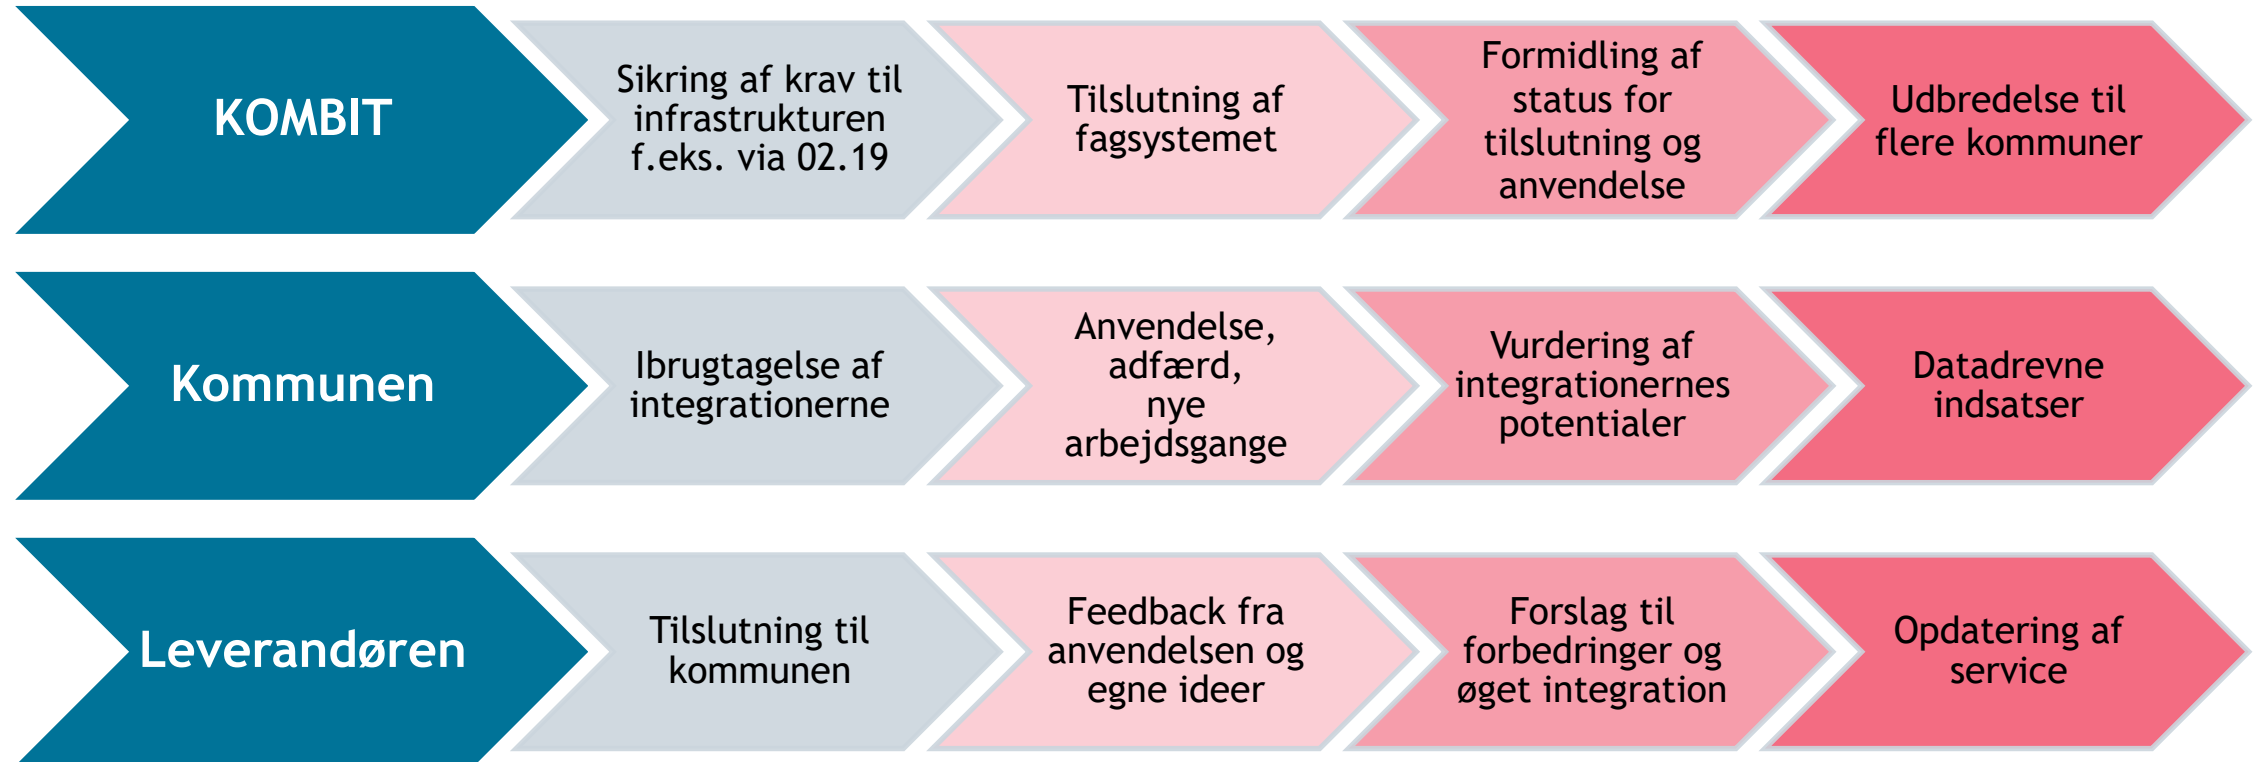 KOMBIT
Sikring af krav til
infrastrukturen
f.eks. via 02.19
Tilslutning af
fagsystemet
Formidling af
status for
tilslutning og
anvendelse
Udbredelse til
flere kommuner
Kommunen
Ibrugtagelse af
integrationerne
Anvendelse,
adfærd,
nye
arbejdsgange
Vurdering af
integrationernes
potentialer
Datadrevne
indsatser
Leverandøren
Tilslutning til
kommunen
Feedback fra
anvendelsen og
egne ideer
Forslag til
forbedringer og
øget integration
Opdatering af
service